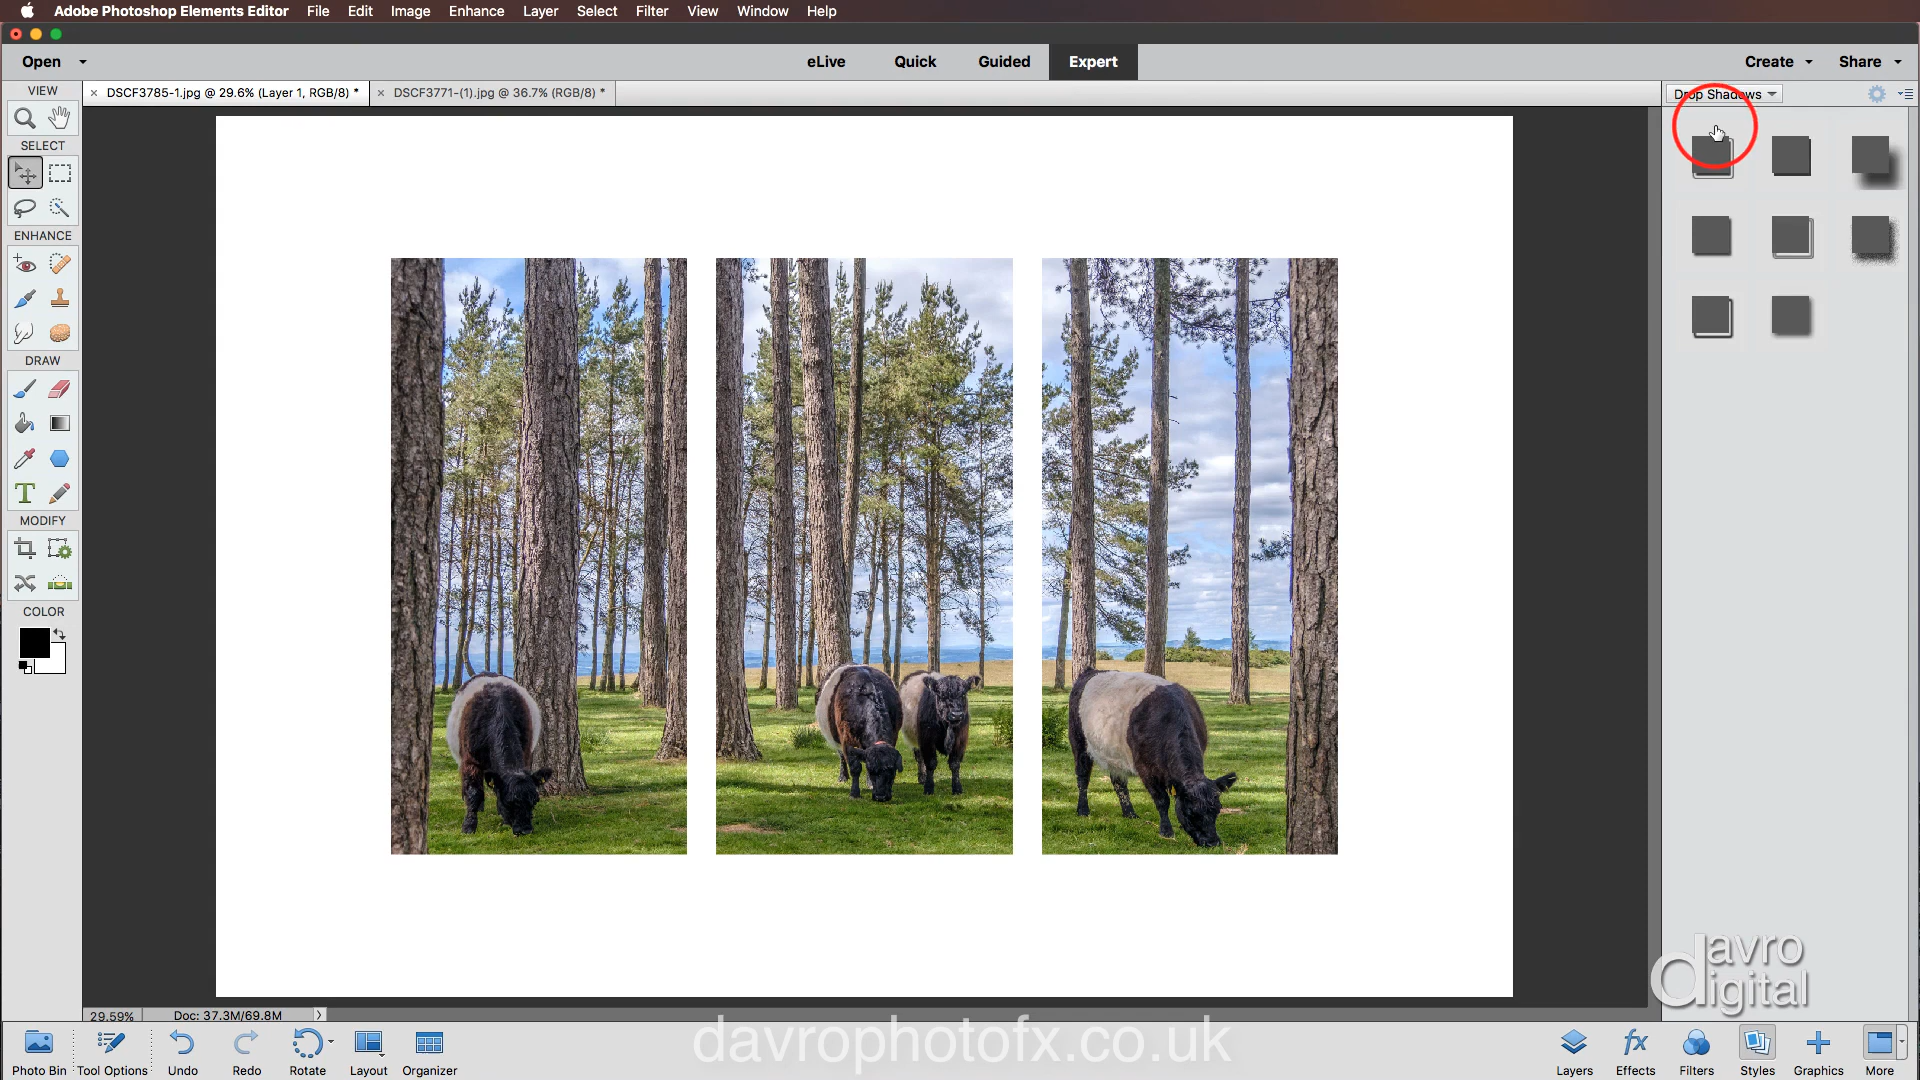 Adobe Photoshop Elements Editor File Edit Image Enhance Layer Select Filter View Window Help
Open eLive Quick Guided Expert Create Share
VIEW
DSCF3785-1.jpg @ 29.6% (Layer 1, RGB/8) *
DSCF3771-(1).jpg @ 36.7% (RGB/8) *
Drop Shadows
SELECT
ENHANCE
DRAW
T
MODIFY
COLOR
davro
digital
29.59% Doc: 37.3M/69.8M
davrophotofx.co.uk
fx
Photo Bin Tool Options Undo Redo Rotate Layout Organizer Layers Effects Filters Styles Graphics More